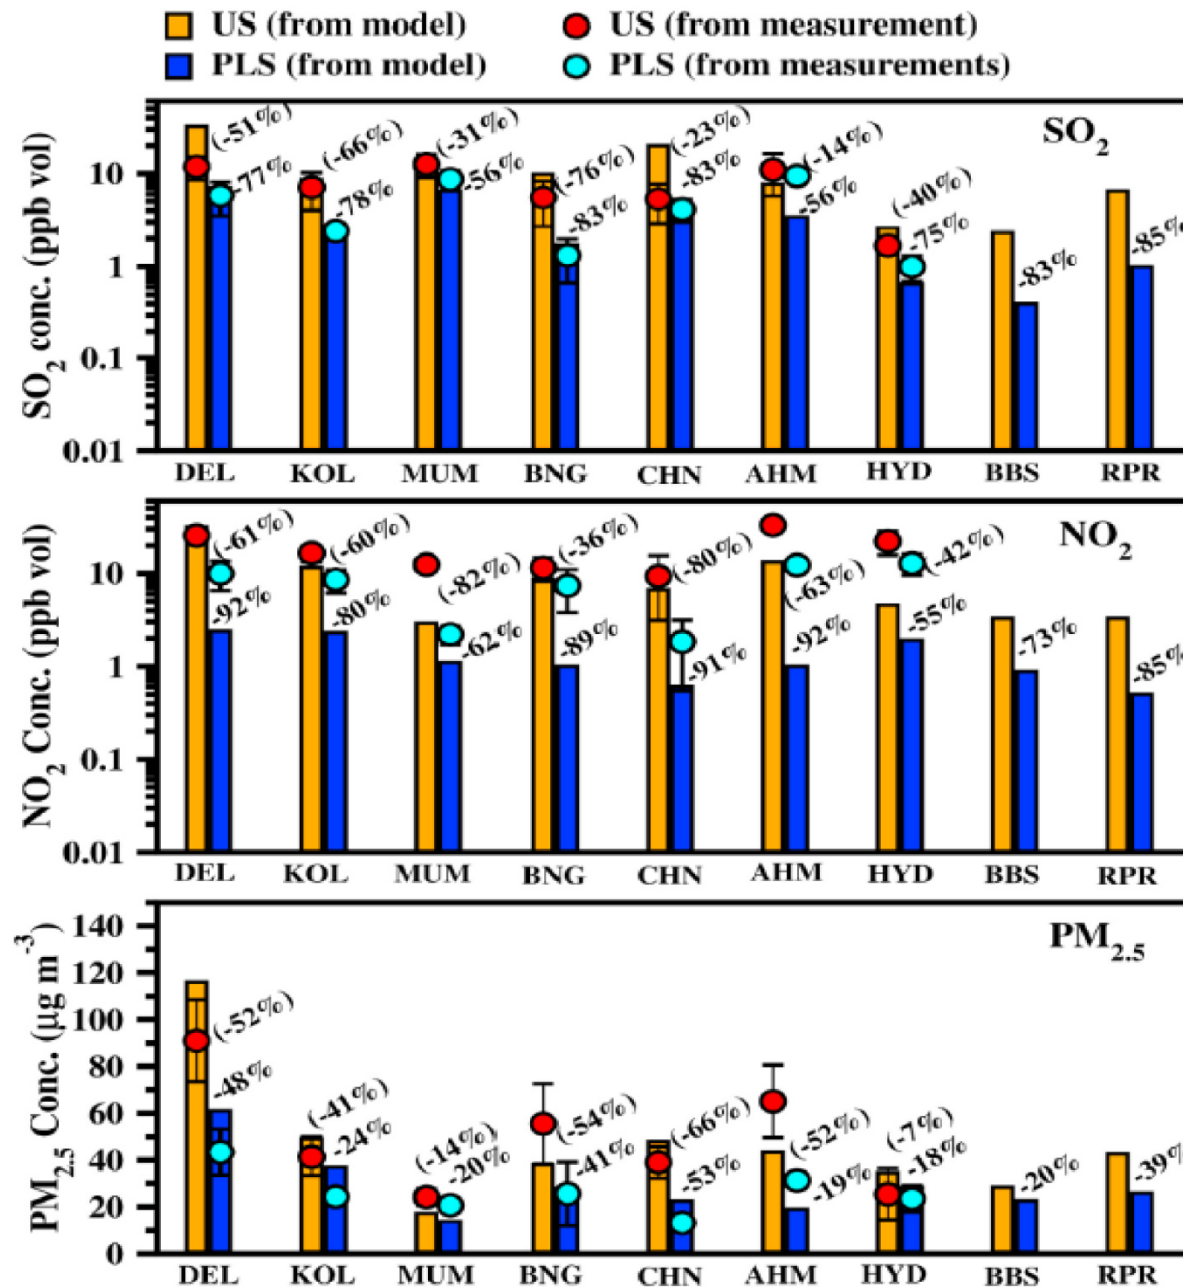 US (from model) US (from measurement)
PLS (from model) PLS (from measurements)
SO2
SO2 conc. (ppb vol)
10
1
0.1
0.01
(-51%) -77% (-66%) -78% (-31%) -56% (-76%) -83% (-23%) -83% (-14%) -56% (-40%) -75% -83% -85%
DEL KOL MUM BNG CHN AHM HYD BBS RPR
NO2
NO2 Conc. (ppb vol)
10
1
0.1
0.01
(-61%) -92% (-60%) -80% (-82%) -62% (-36%) -89% (-80%) -91% (-63%) -92% (-42%) -55% -73% -85%
DEL KOL MUM BNG CHN AHM HYD BBS RPR
PM2.5
PM2.5 Conc. (µg m-3)
140
120
100
80
60
40
20
0
(-52%) -48% (-41%) -24% (-14%) -20% (-54%) -41% (-66%) -53% (-52%) -19% (-7%) -18% -20% -39%
DEL KOL MUM BNG CHN AHM HYD BBS RPR